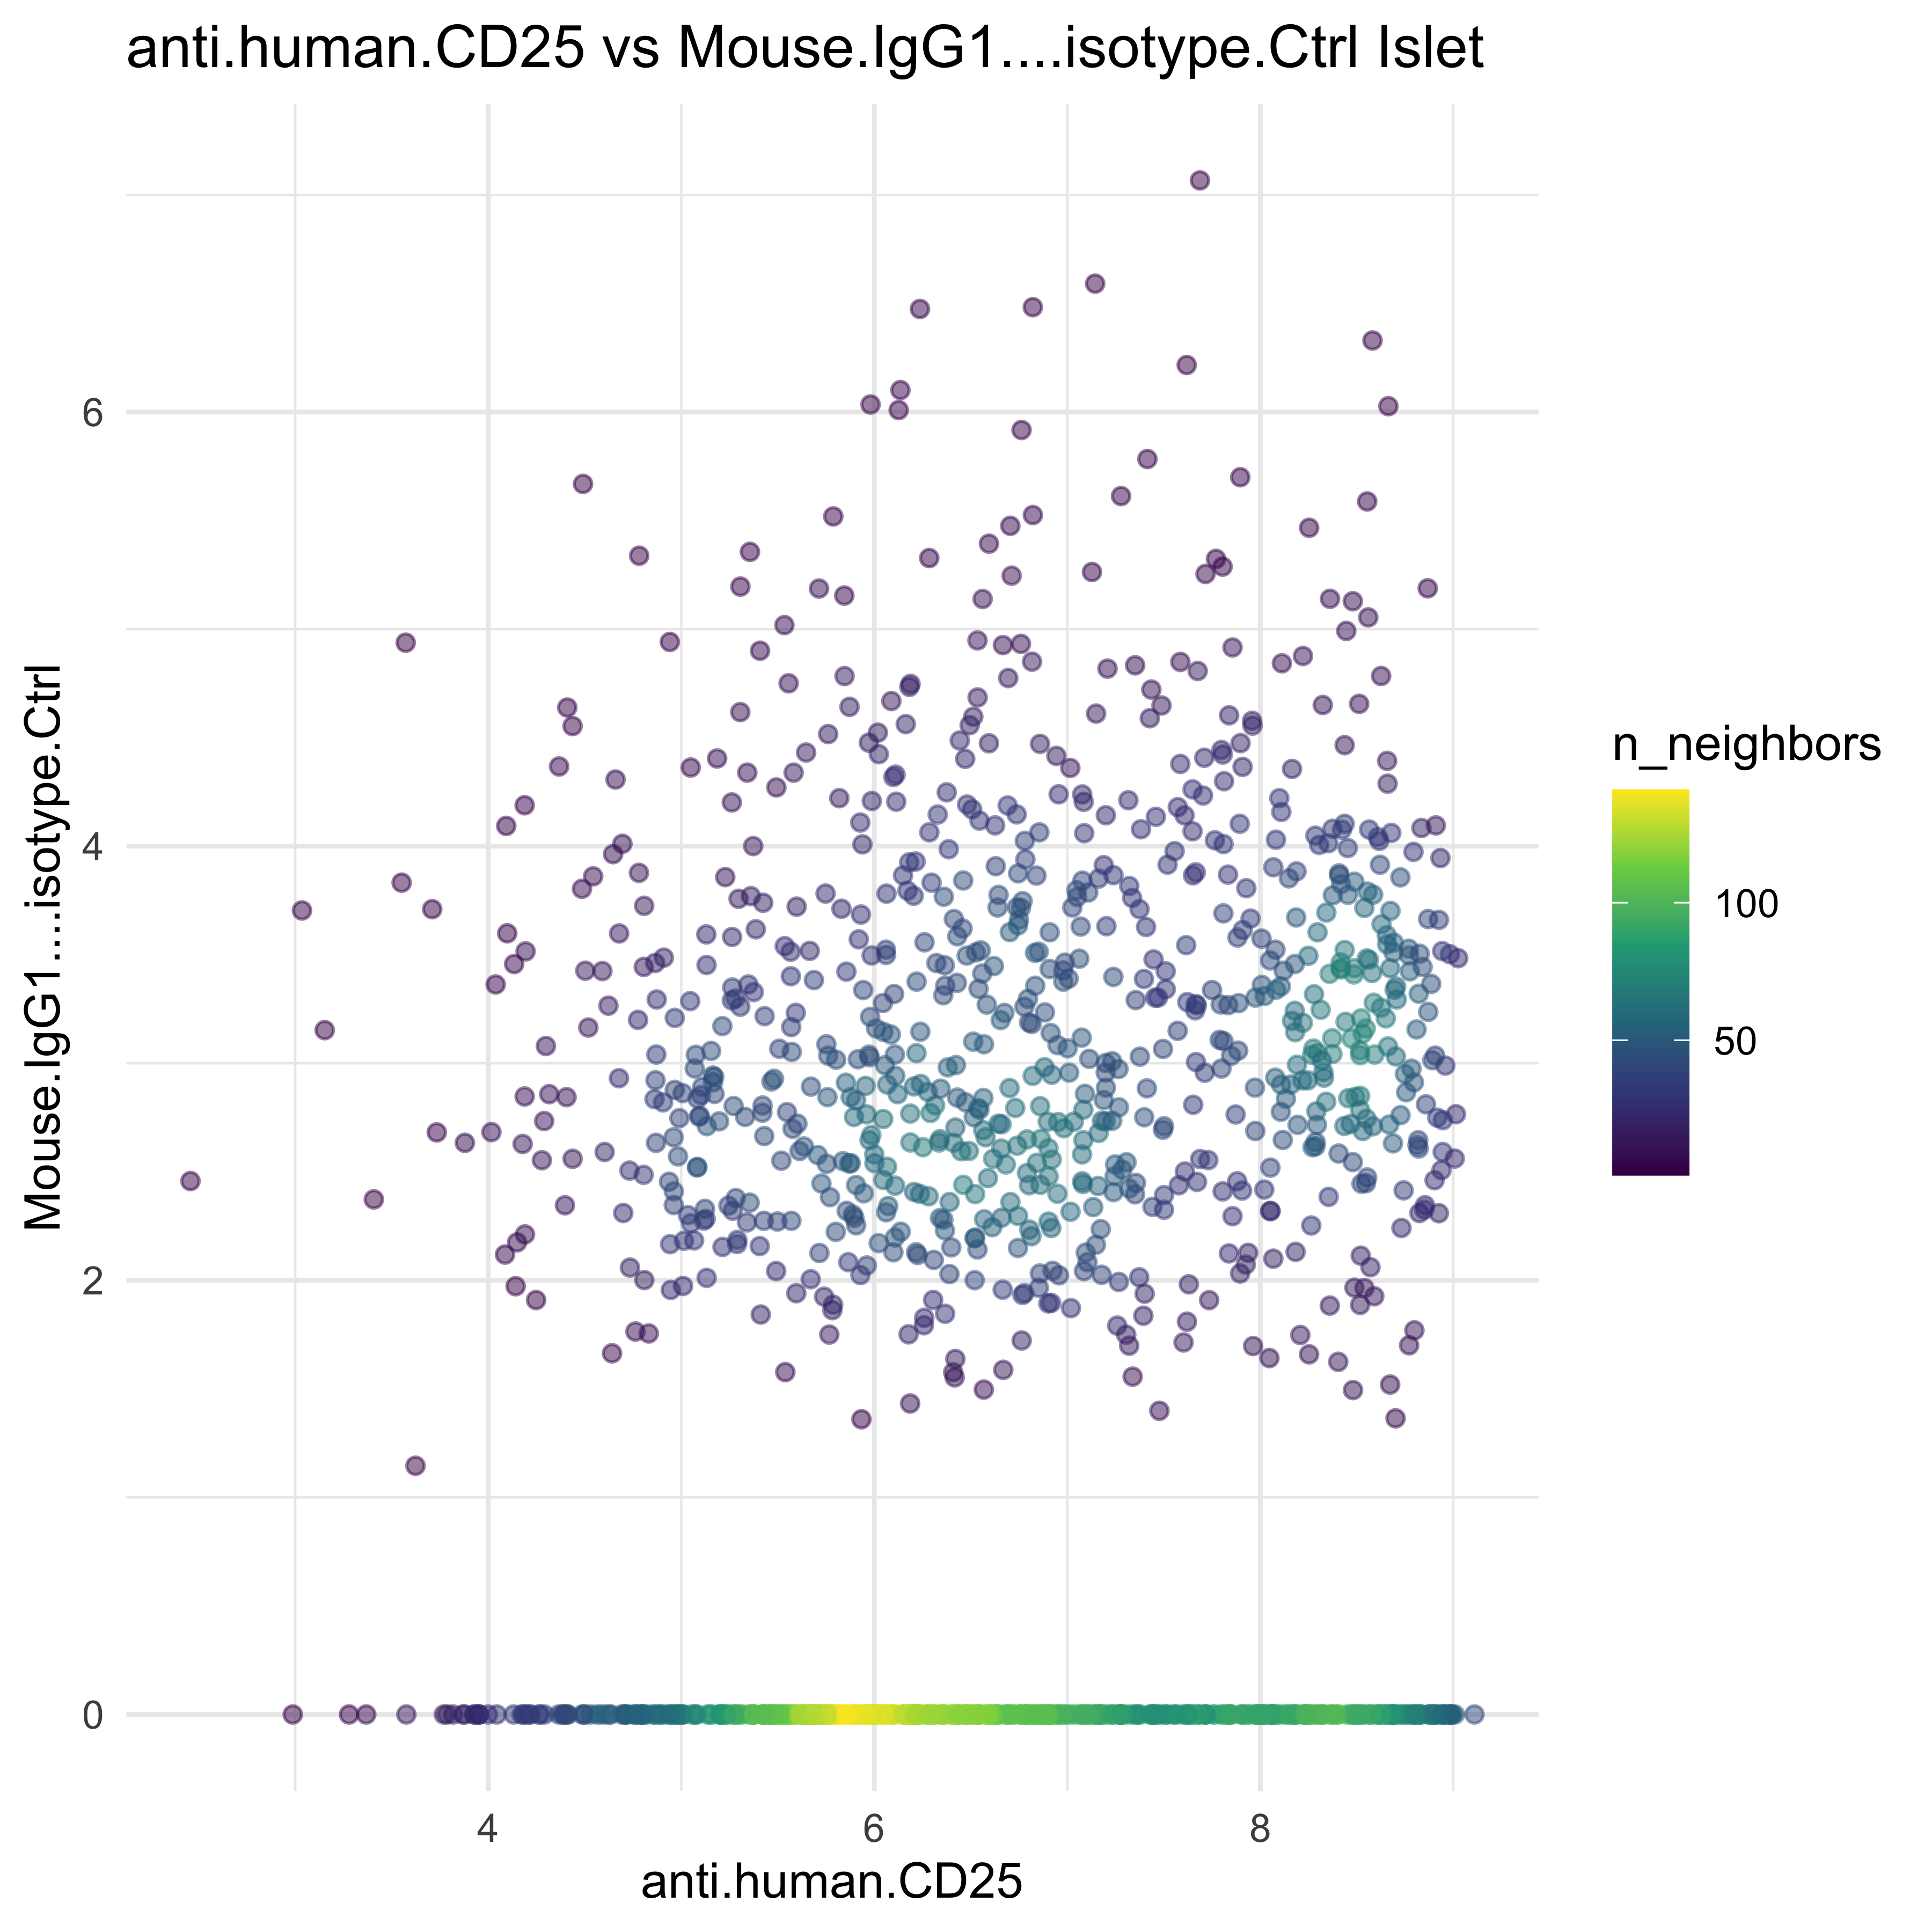 anti.human.CD25 vs Mouse.IgG1....isotype.Ctrl Islet
Mouse.IgG1....isotype.Ctrl
6
4
2
0
4
6
8
anti.human.CD25
n_neighbors
100
50